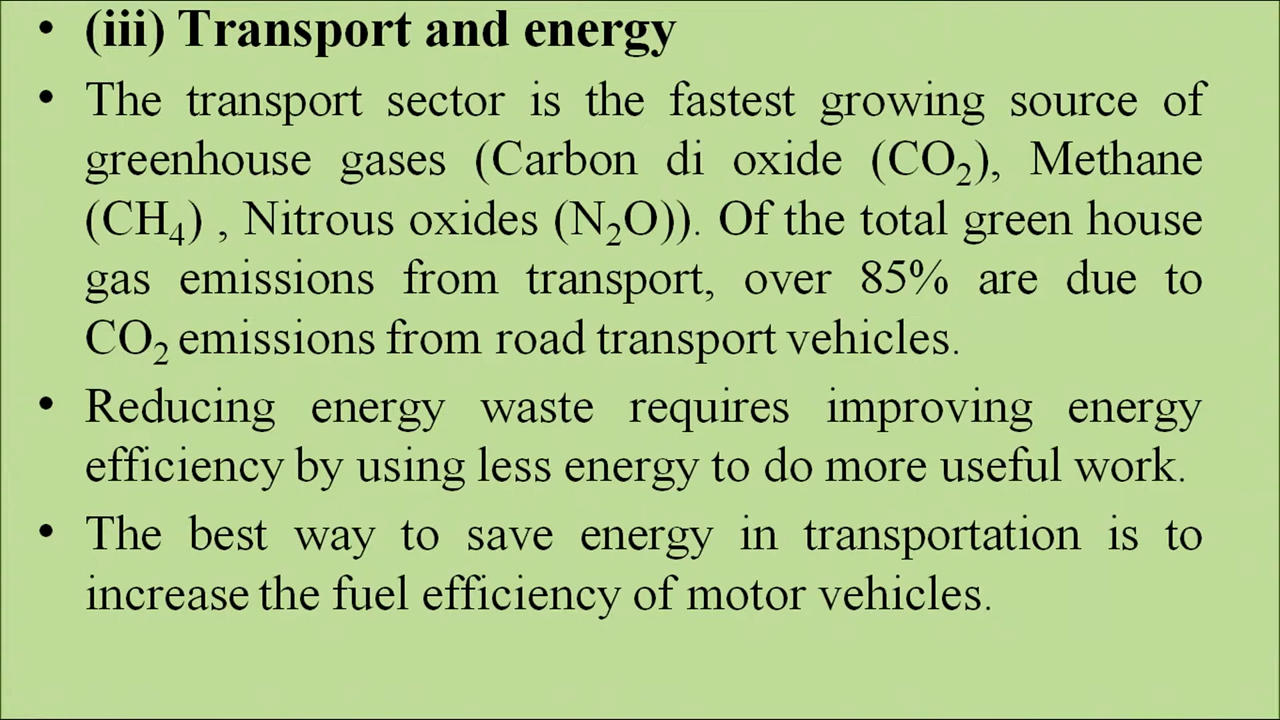 • (iii) Transport and energy
• The transport sector is the fastest growing source of
greenhouse gases (Carbon di oxide (CO₂), Methane
(CH₄) , Nitrous oxides (N₂O)). Of the total green house
gas emissions from transport, over 85% are due to
CO₂ emissions from road transport vehicles.
• Reducing energy waste requires improving energy
efficiency by using less energy to do more useful work.
• The best way to save energy in transportation is to
increase the fuel efficiency of motor vehicles.